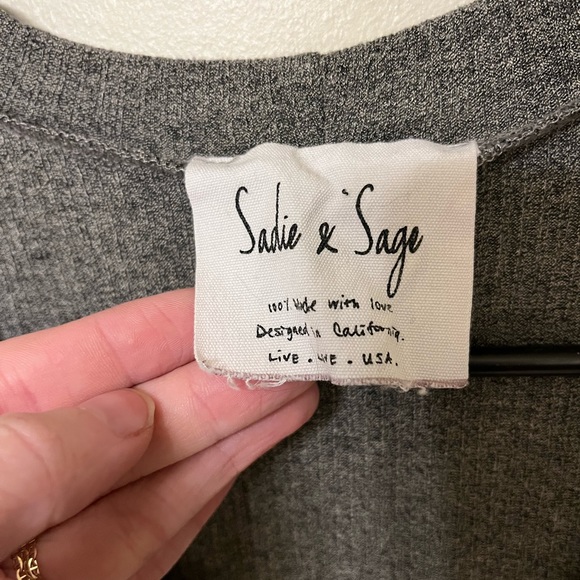 Sadie & Sage
100% Made with love
Designed in California.
LIVE . . USA.